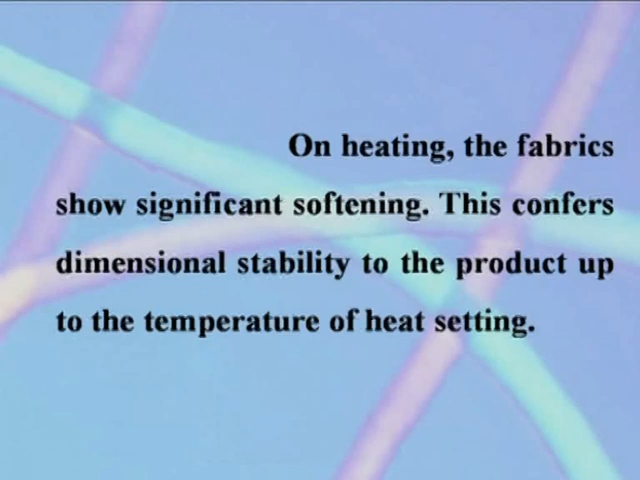 On heating, the fabrics
show significant softening. This confers
dimensional stability to the product up
to the temperature of heat setting.